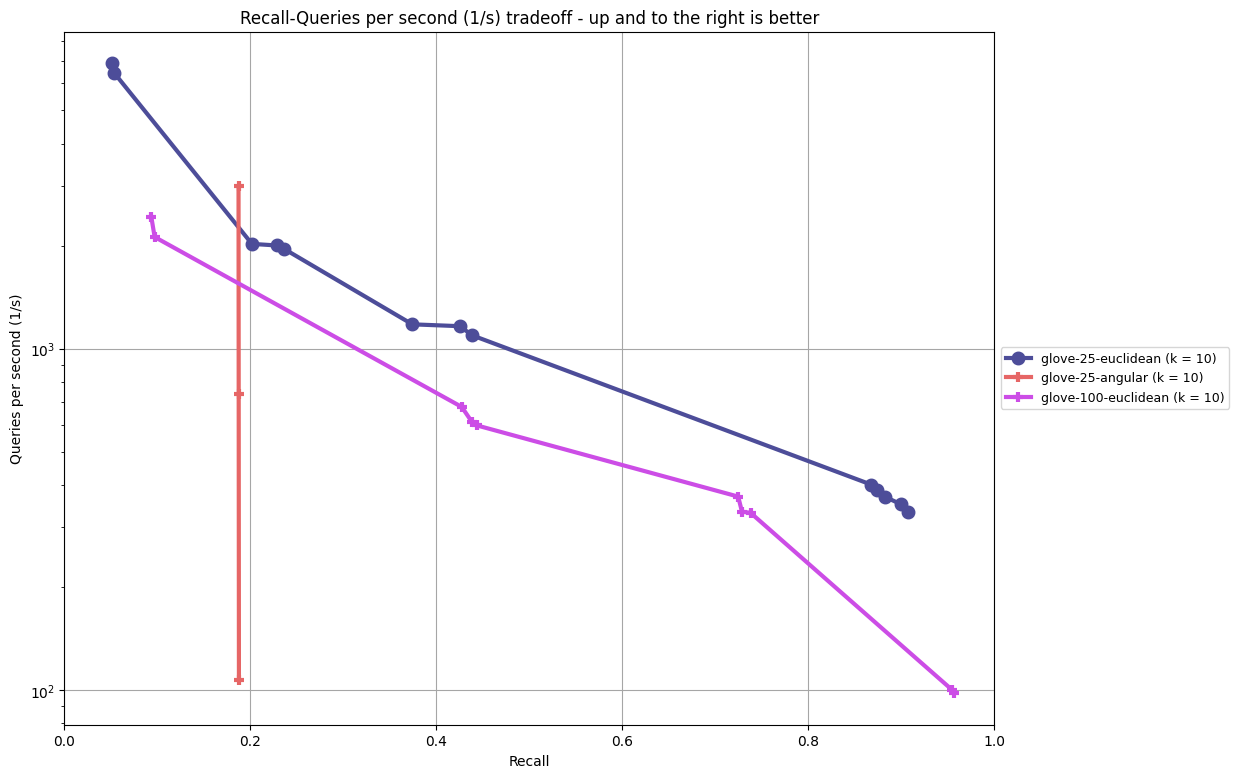 Recall-Queries per second (1/s) tradeoff - up and to the right is better
Queries per second (1/s)
10³
10²
0.0 0.2 0.4 0.6 0.8 1.0
Recall
glove-25-euclidean (k = 10)
glove-25-angular (k = 10)
glove-100-euclidean (k = 10)